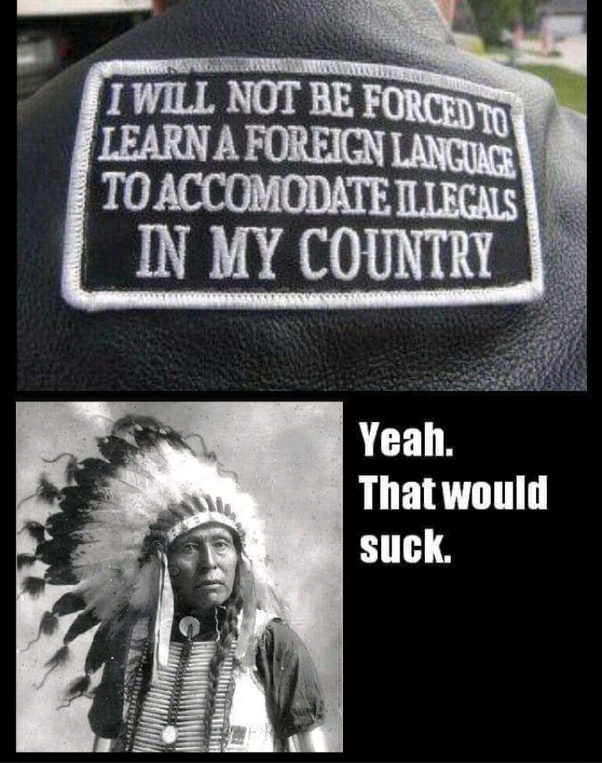 I WILL NOT BE FORCED TO
LEARN A FOREIGN LANGUAGE
TO ACCOMODATE ILLEGALS
IN MY COUNTRY
Yeah.
That would
suck.